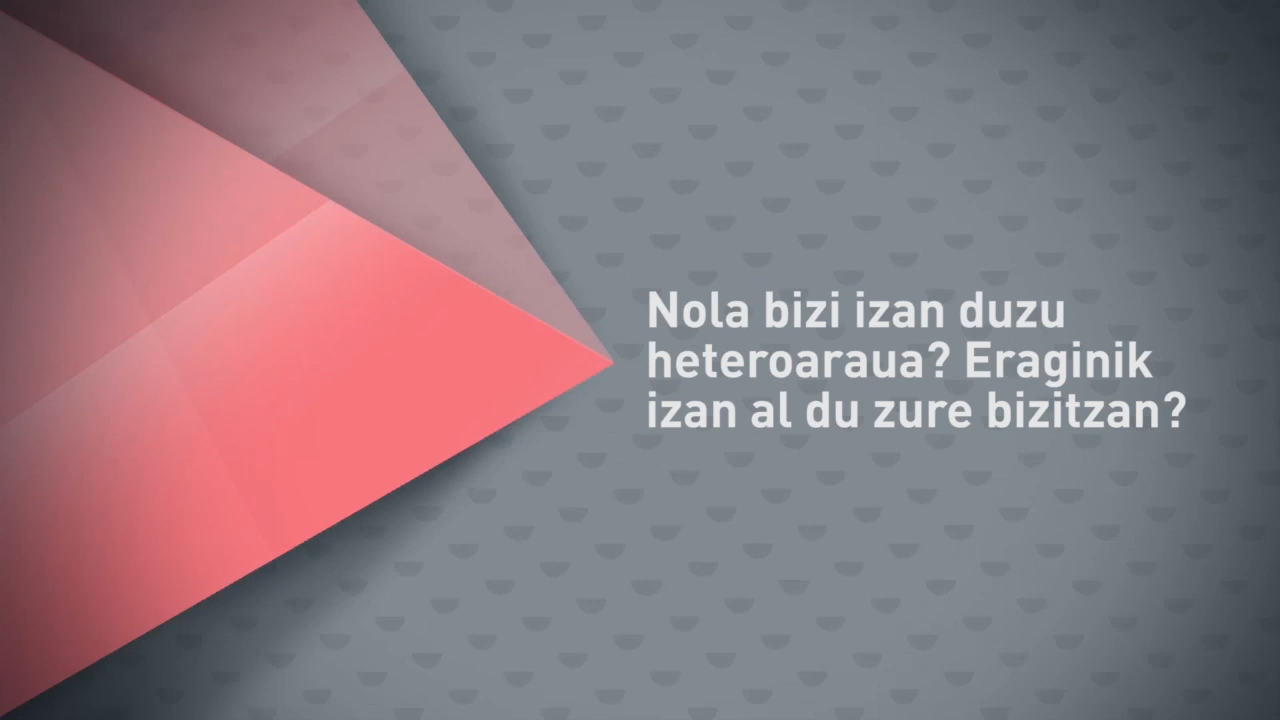 Nola bizi izan duzu
heteroaraua? Eraginik
izan al du zure bizitzan?